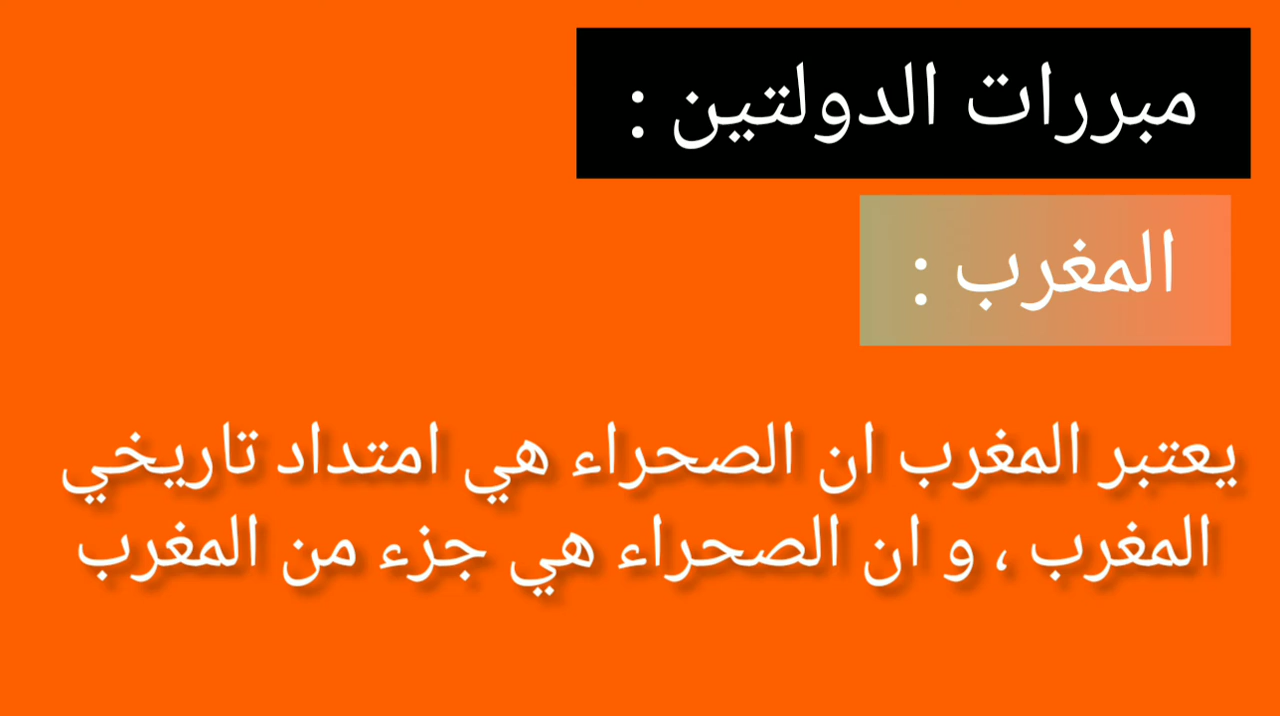 مبررات الدولتين :
المغرب :
يعتبر المغرب ان الصحراء هي امتداد تاريخي
المغرب ، و ان الصحراء هي جزء من المغرب